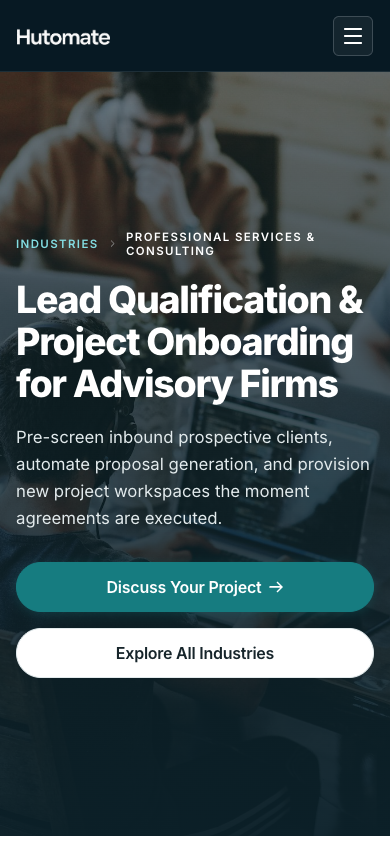 Hutomate
INDUSTRIES > PROFESSIONAL SERVICES &
CONSULTING
Lead Qualification &
Project Onboarding
for Advisory Firms
Pre-screen inbound prospective clients,
automate proposal generation, and provision
new project workspaces the moment
agreements are executed.
Discuss Your Project →
Explore All Industries